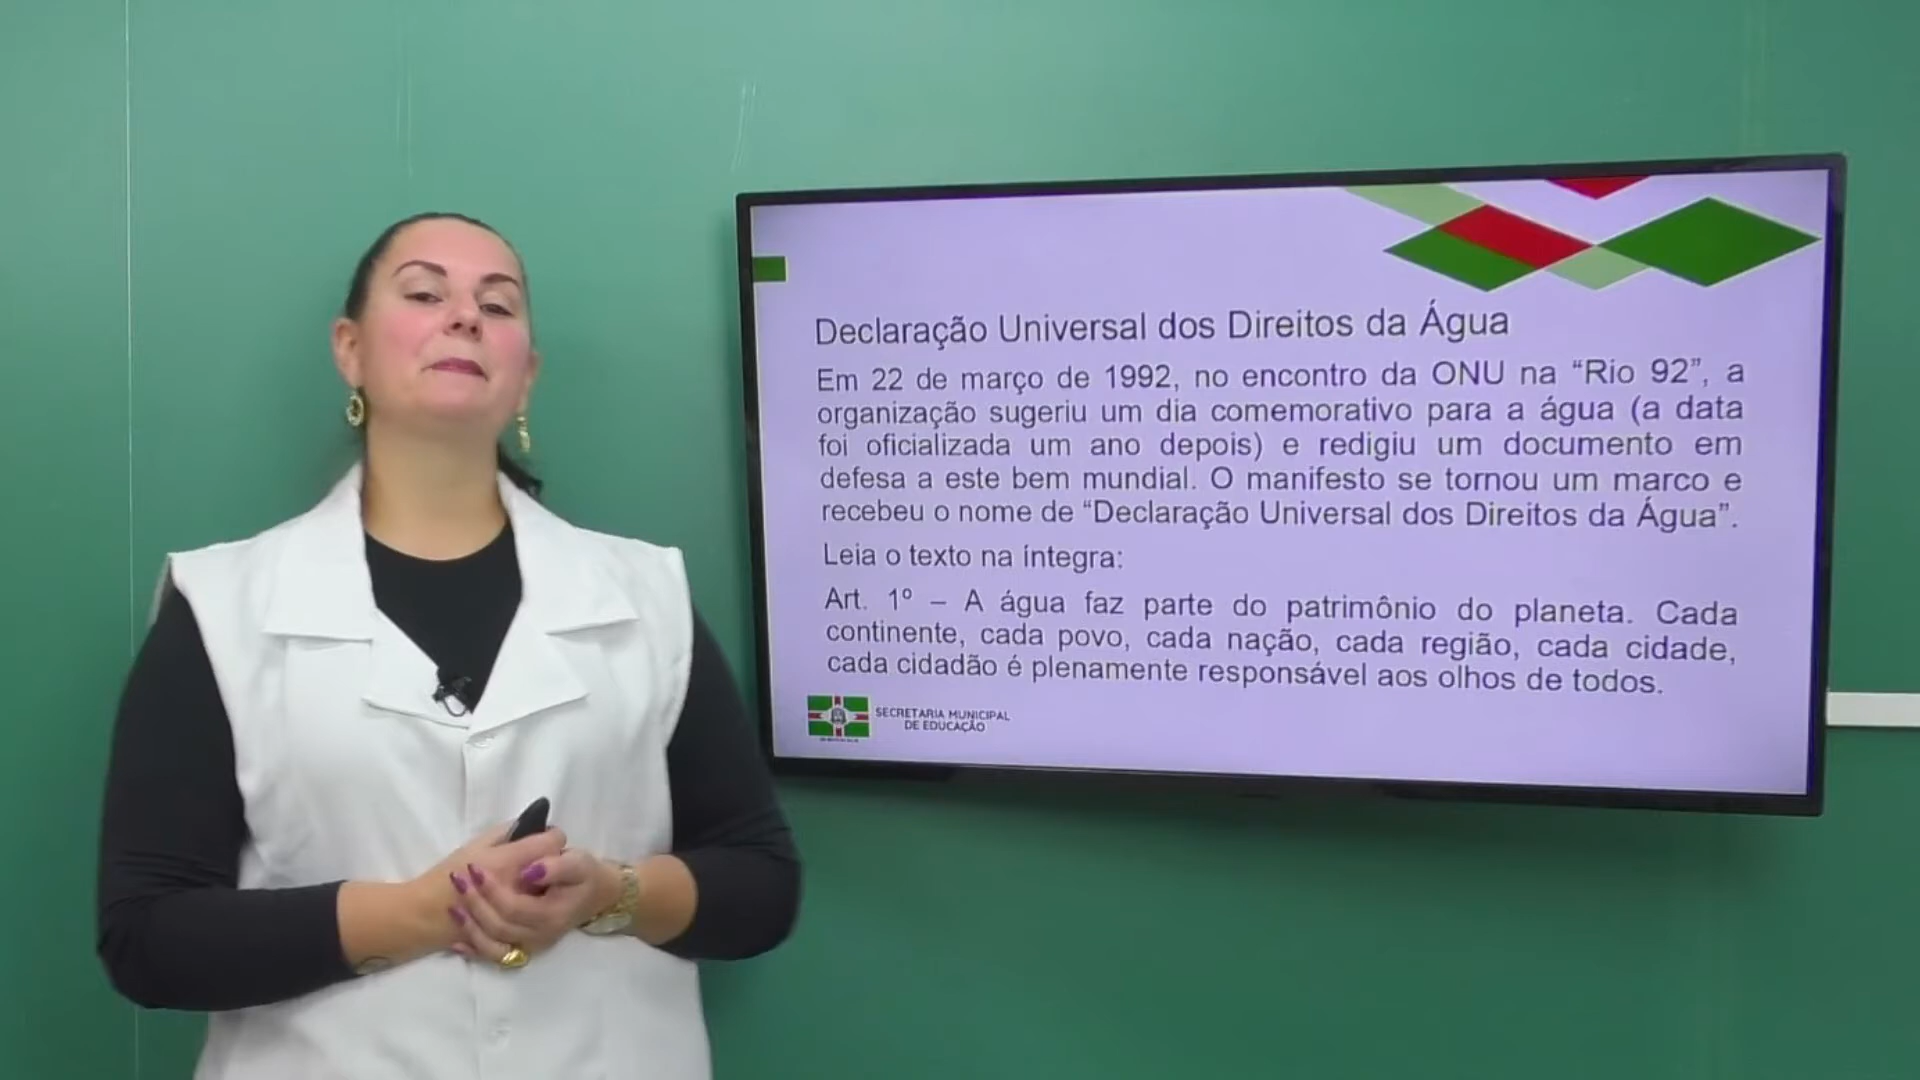 Declaração Universal dos Direitos da Água
Em 22 de março de 1992, no encontro da ONU na “Rio 92”, a
organização sugeriu um dia comemorativo para a água (a data
foi oficializada um ano depois) e redigiu um documento em
defesa a este bem mundial. O manifesto se tornou um marco e
recebeu o nome de “Declaração Universal dos Direitos da Água”.
Leia o texto na íntegra:
Art. 1º – A água faz parte do patrimônio do planeta. Cada
continente, cada povo, cada nação, cada região, cada cidade,
cada cidadão é plenamente responsável aos olhos de todos.
SECRETARIA MUNICIPAL
DE EDUCAÇÃO